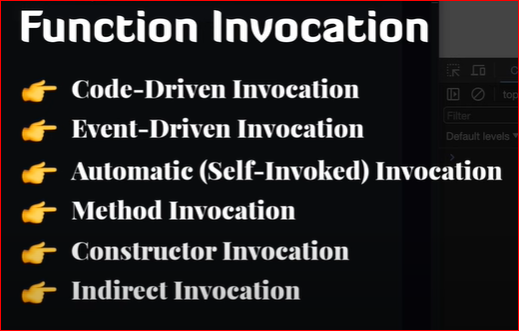 Function Invocation
Code-Driven Invocation
Event-Driven Invocation
Automatic (Self-Invoked) Invocation
Method Invocation
Constructor Invocation
Indirect Invocation
top
Filter
Default levels